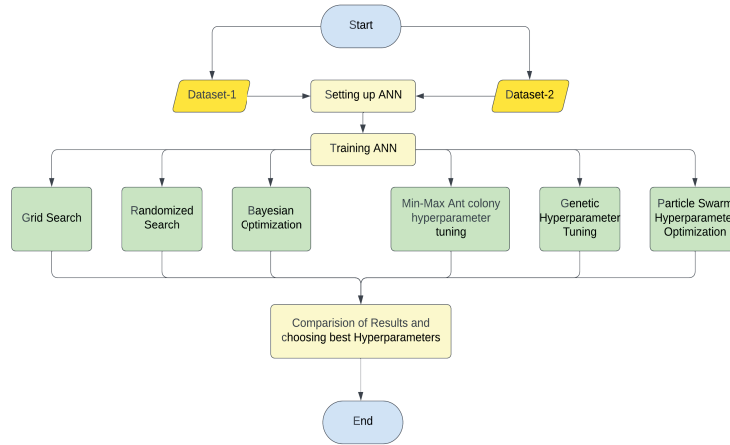 Start
Dataset-1
Setting up ANN
Dataset-2
Training ANN
Grid Search
Randomized
Search
Bayesian
Optimization
Min-Max Ant colony
hyperparameter
tuning
Genetic
Hyperparameter
Tuning
Particle Swarm
Hyperparamete
Optimization
Comparision of Results and
choosing best Hyperparameters
End